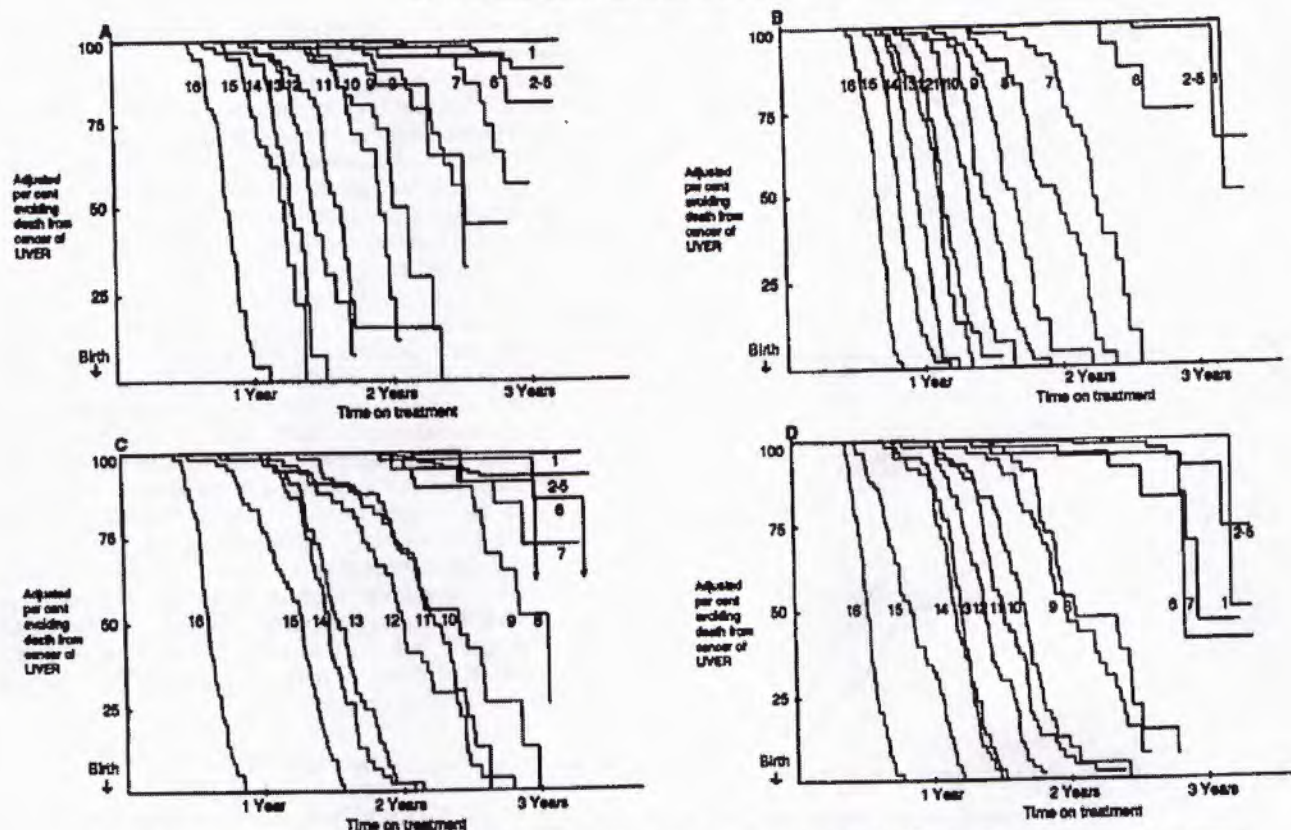 A
100
75
50
25
Adjusted
per cent
avoiding
death from
cancer of
LIVER
Birth
16 15 14 13 12 11 10 9 8 7 6 2-5
1
1 Year 2 Years 3 Years
Time on treatment
B
100
75
50
25
Adjusted
per cent
avoiding
death from
cancer of
LIVER
Birth
16 15 14 13 12 11 10 9 8 7 6 2-5
1 Year 2 Years 3 Years
Time on treatment
C
100
75
50
25
Adjusted
per cent
avoiding
death from
cancer of
LIVER
Birth
1
2-5
6
7
16 15 14 13 12 11 10 9 8
1 Year 2 Years 3 Years
Time on treatment
D
100
75
50
25
Adjusted
per cent
avoiding
death from
cancer of
LIVER
Birth
2-5
16 15 14 13 12 11 10 9 8 6 7 1
1 Year 2 Years 3 Years
Time on treatment